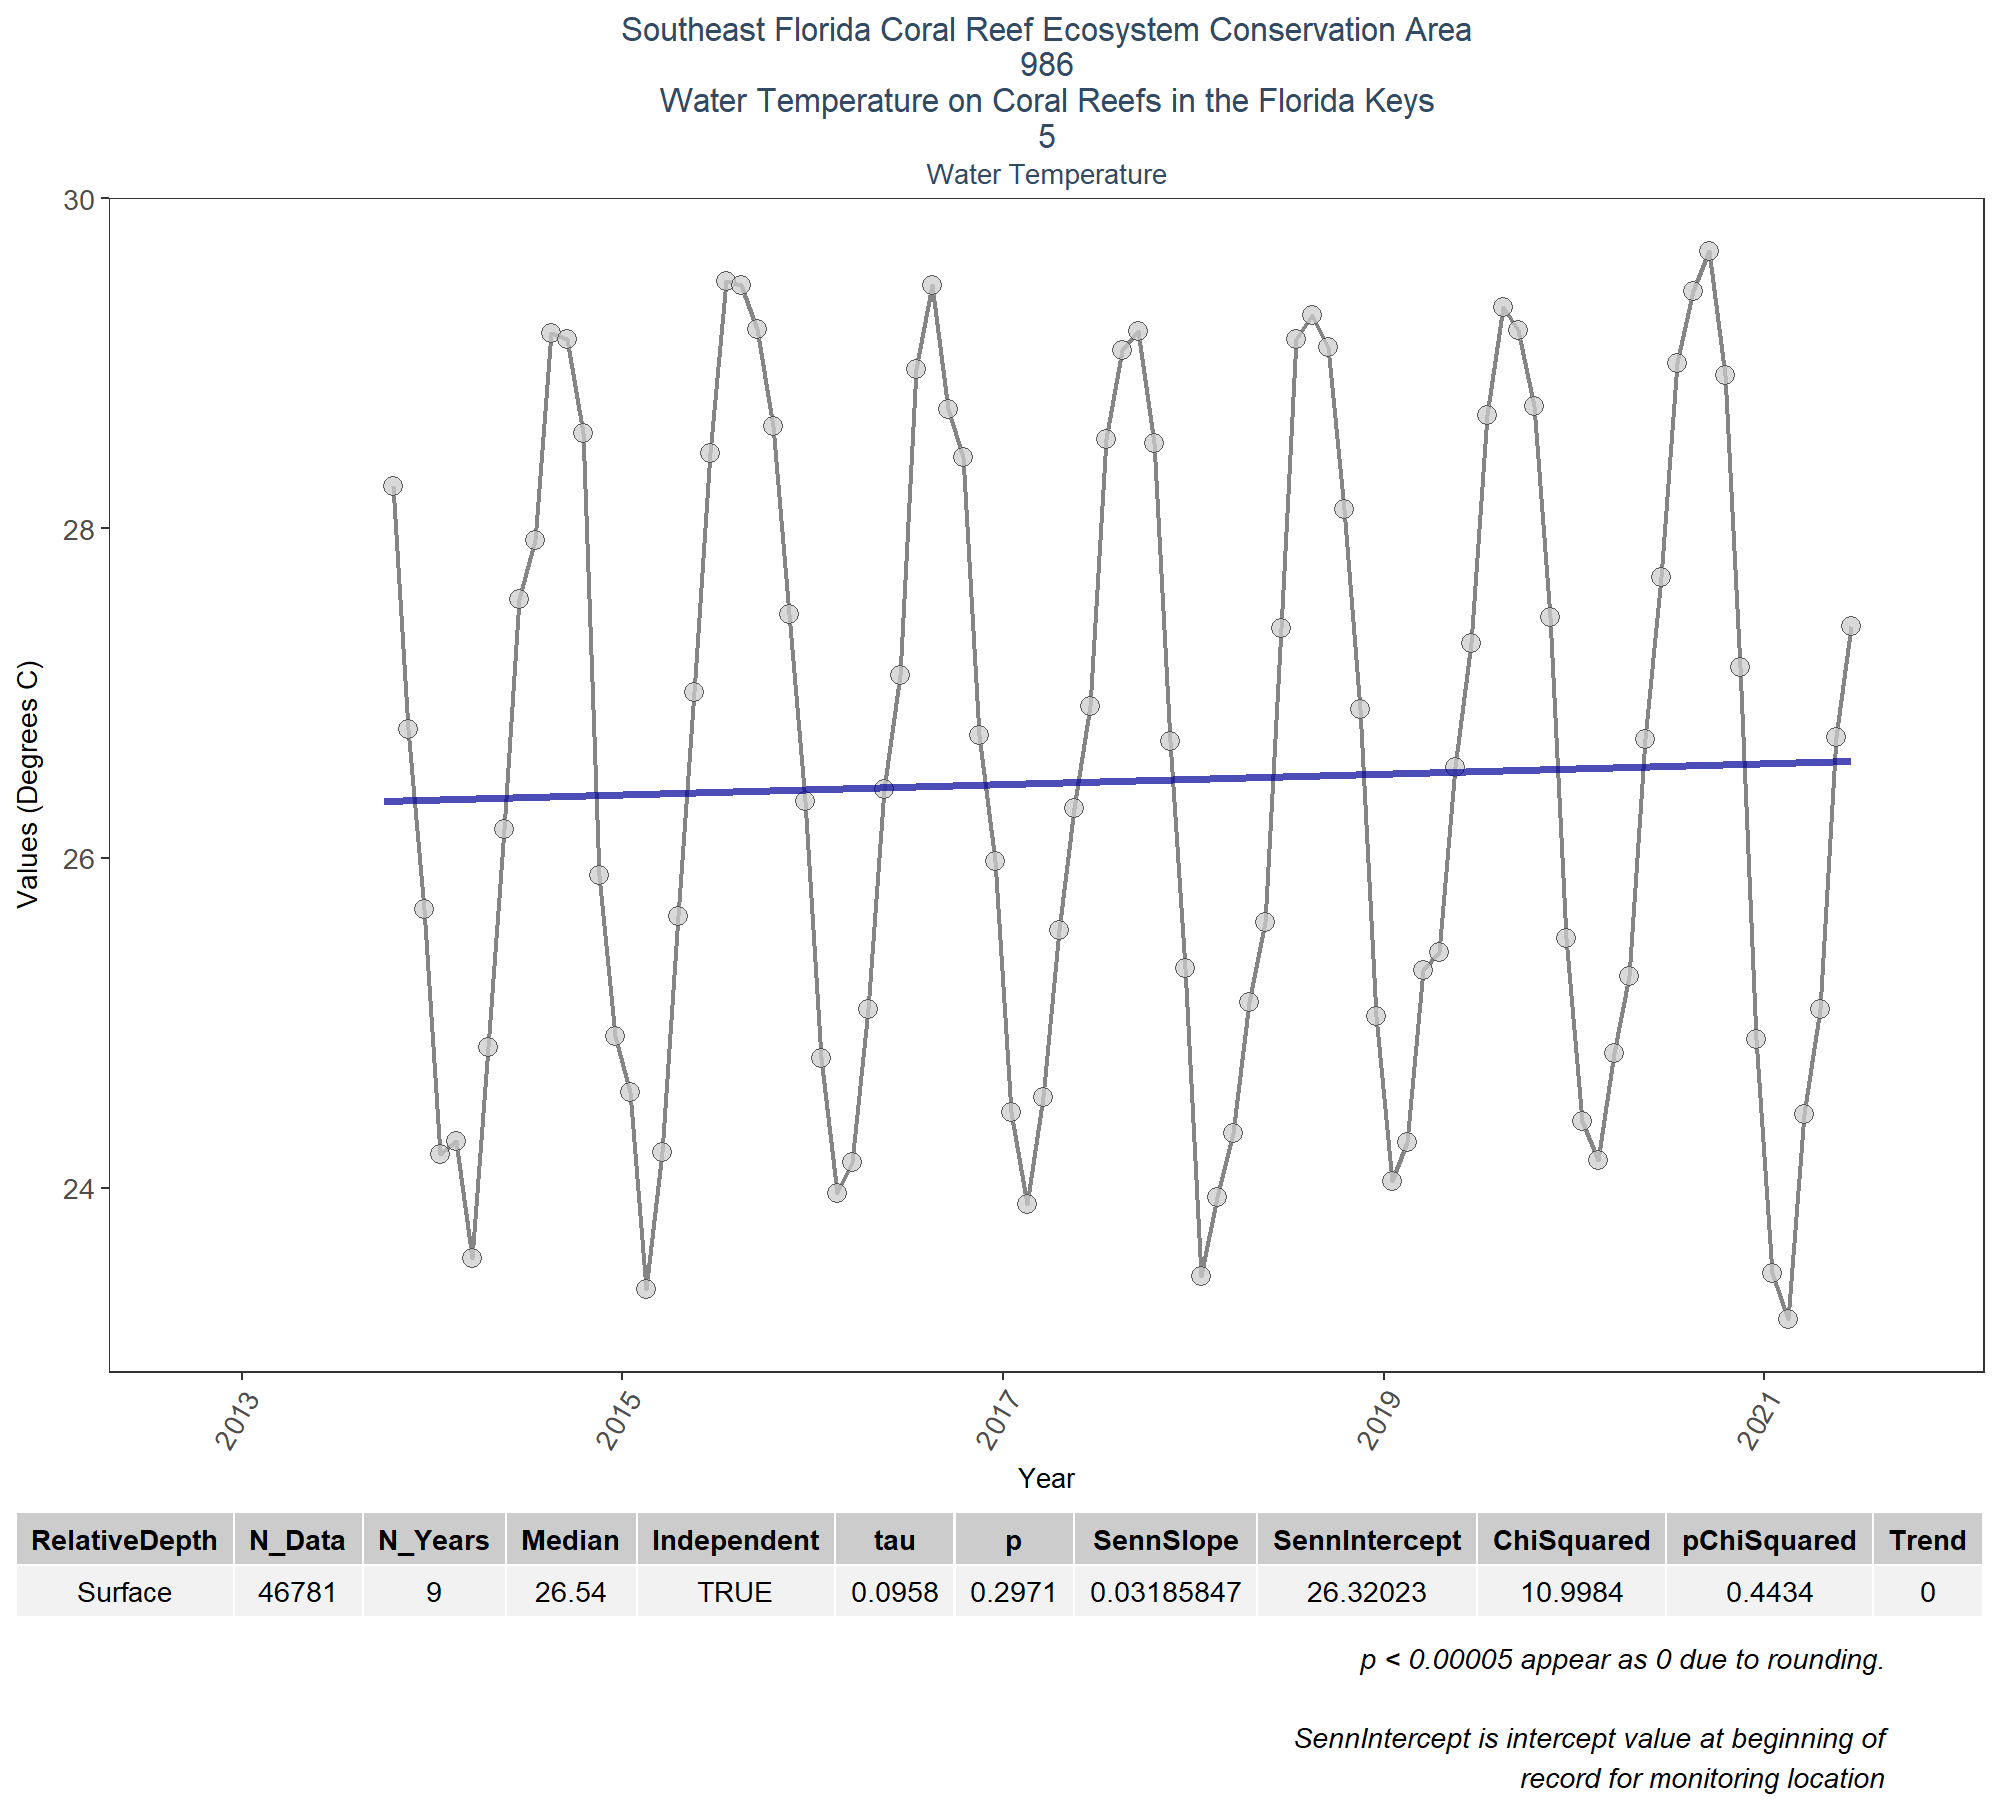 Southeast Florida Coral Reef Ecosystem Conservation Area
986
Water Temperature on Coral Reefs in the Florida Keys
5
Water Temperature
30
28
26
24
Values (Degrees C)
2013
2015
2017
2019
2021
Year
RelativeDepth N_Data N_Years Median Independent tau p SennSlope SennIntercept ChiSquared pChiSquared Trend
Surface 46781 9 26.54 TRUE 0.0958 0.2971 0.03185847 26.32023 10.9984 0.4434 0
p < 0.00005 appear as 0 due to rounding.
SennIntercept is intercept value at beginning of
record for monitoring location